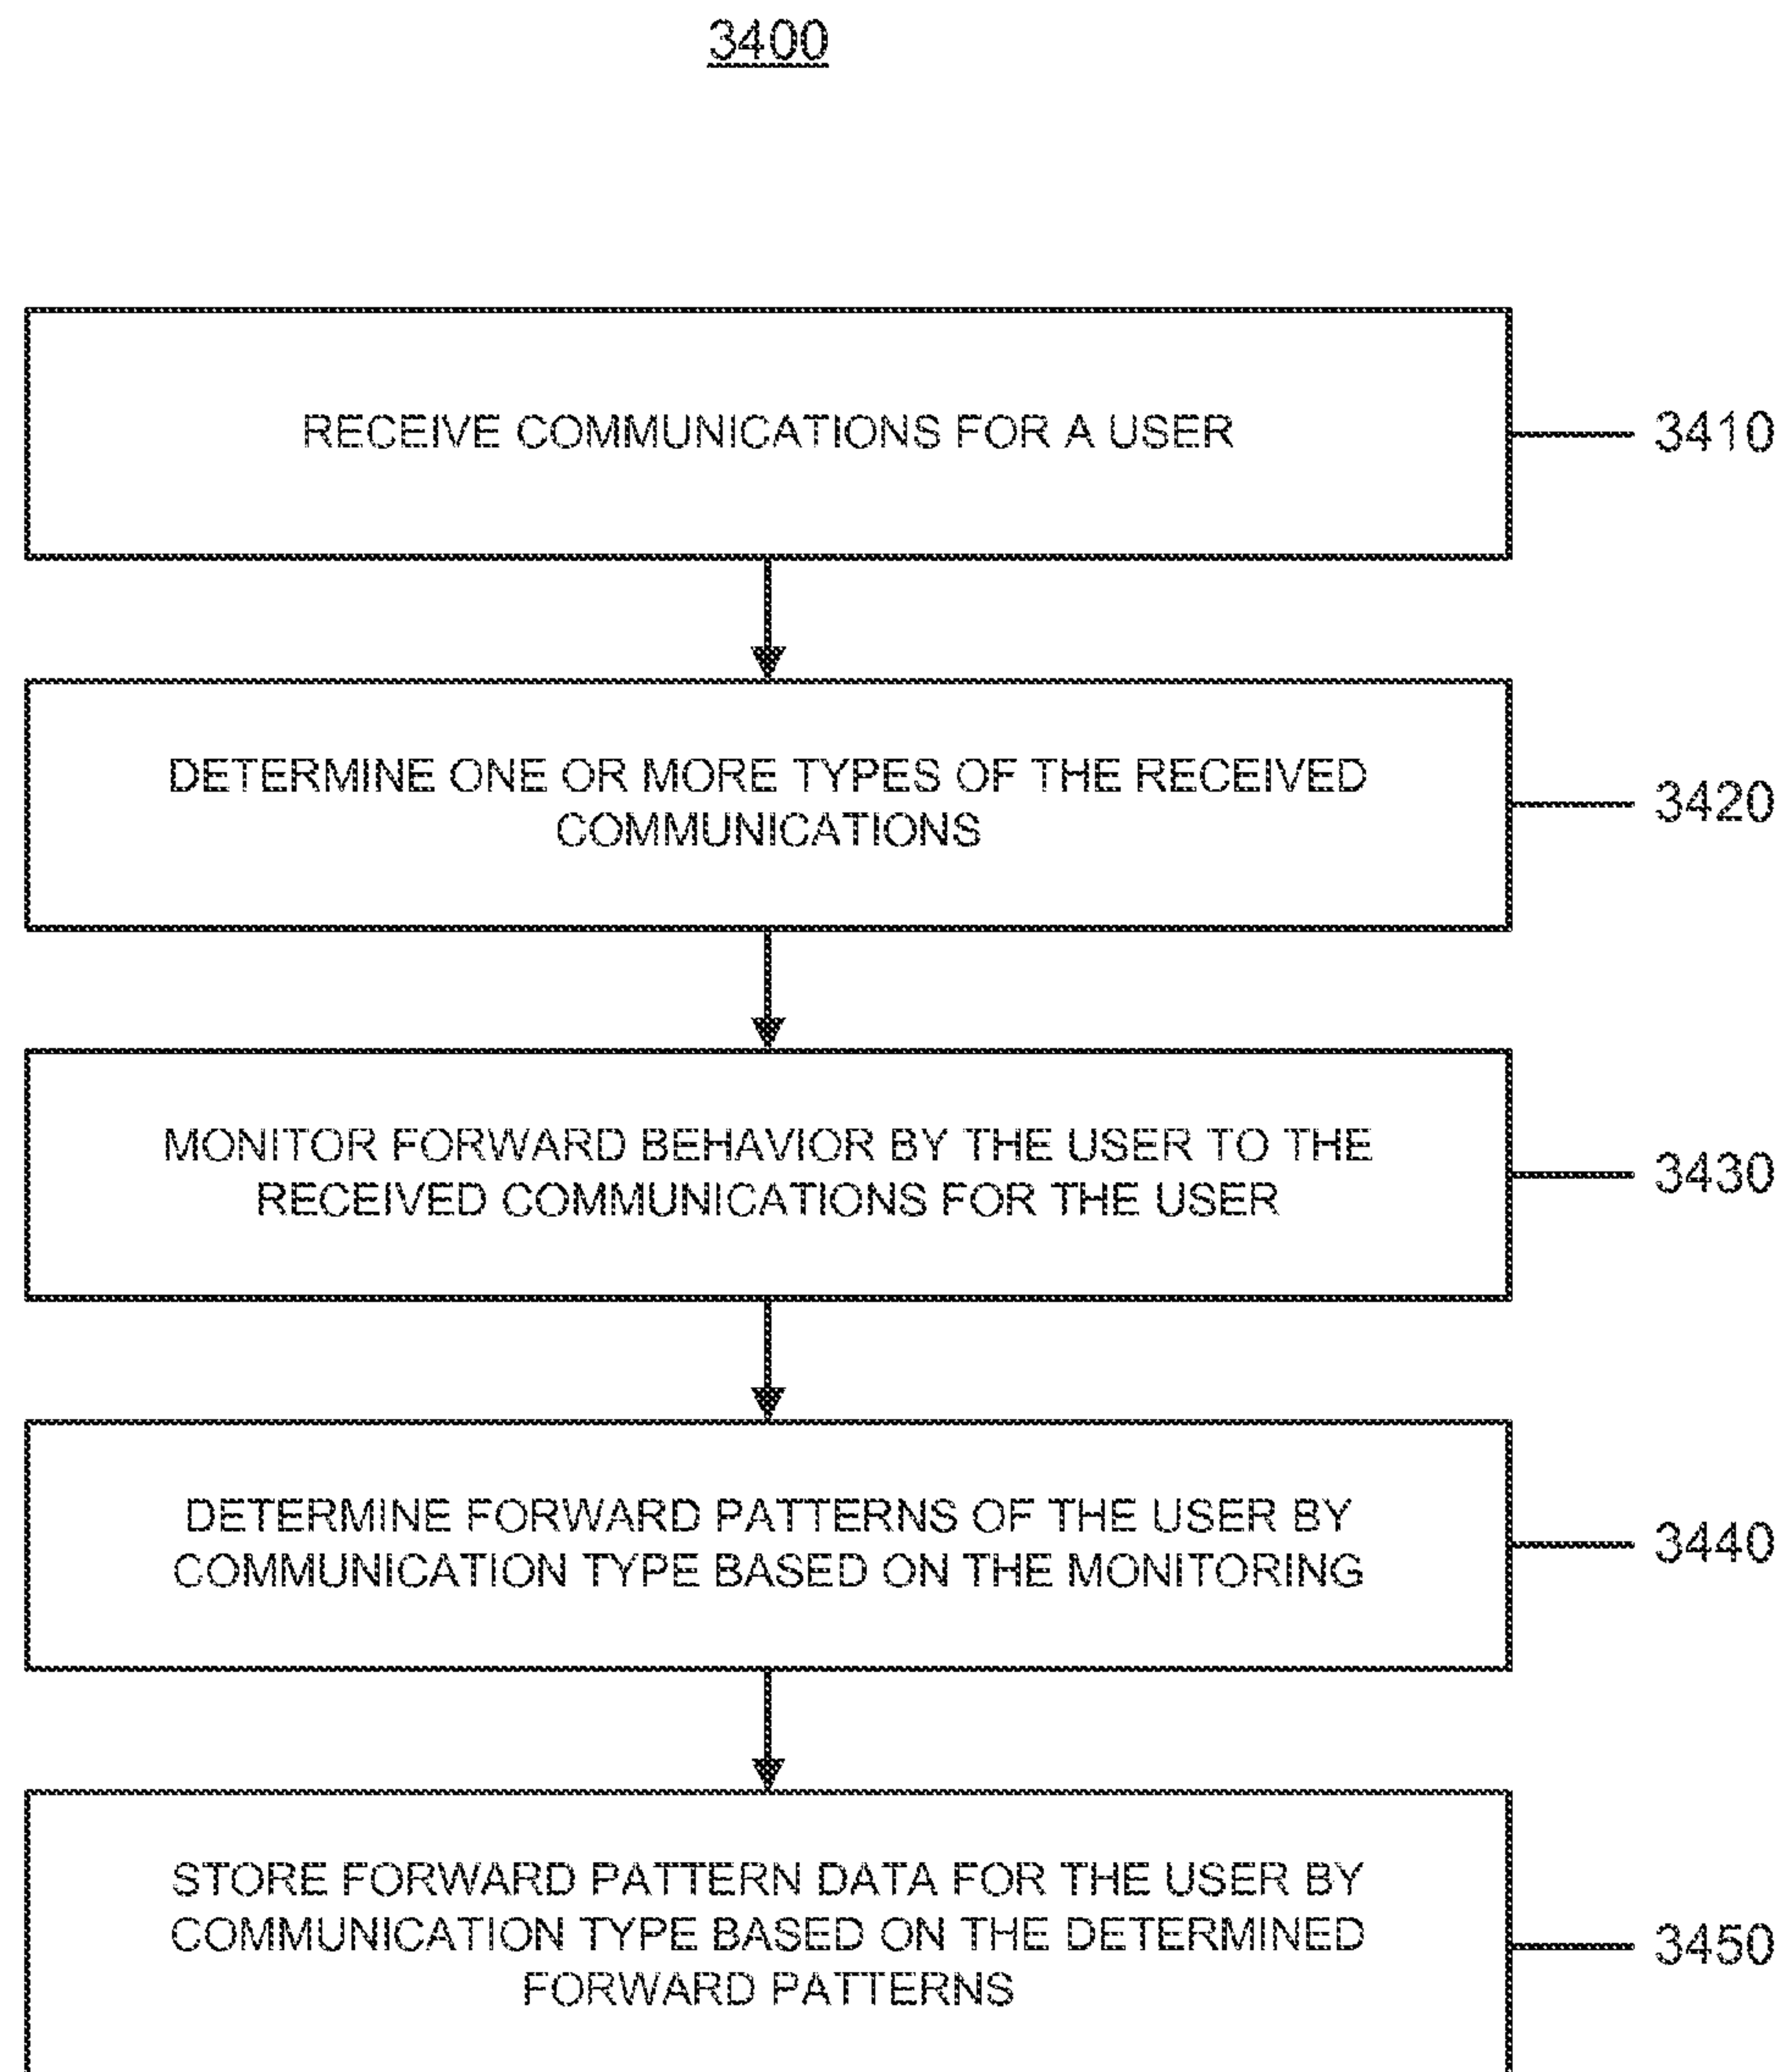 3400
RECEIVE COMMUNICATIONS FOR A USER
3410
DETERMINE ONE OR MORE TYPES OF THE RECEIVED
COMMUNICATIONS
3420
MONITOR FORWARD BEHAVIOR BY THE USER TO THE
RECEIVED COMMUNICATIONS FOR THE USER
3430
DETERMINE FORWARD PATTERNS OF THE USER BY
COMMUNICATION TYPE BASED ON THE MONITORING
3440
STORE FORWARD PATTERN DATA FOR THE USER BY
COMMUNICATION TYPE BASED ON THE DETERMINED
FORWARD PATTERNS
3450